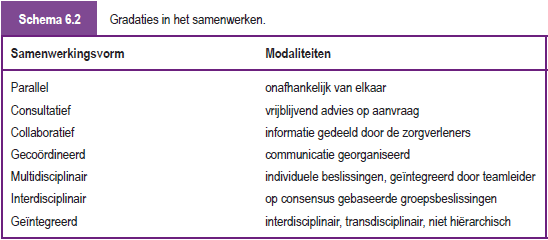 Schema 6.2 Gradaties in het samenwerken.
Samenwerkingsvorm Modaliteiten
Parallel onafhankelijk van elkaar
Consultatief vrijblijvend advies op aanvraag
Collaboratief informatie gedeeld door de zorgverleners
Gecoördineerd communicatie georganiseerd
Multidisciplinair individuele beslissingen, geïntegreerd door teamleider
Interdisciplinair op consensus gebaseerde groepsbeslissingen
Geïntegreerd interdisciplinair, transdisciplinair, niet hiërarchisch